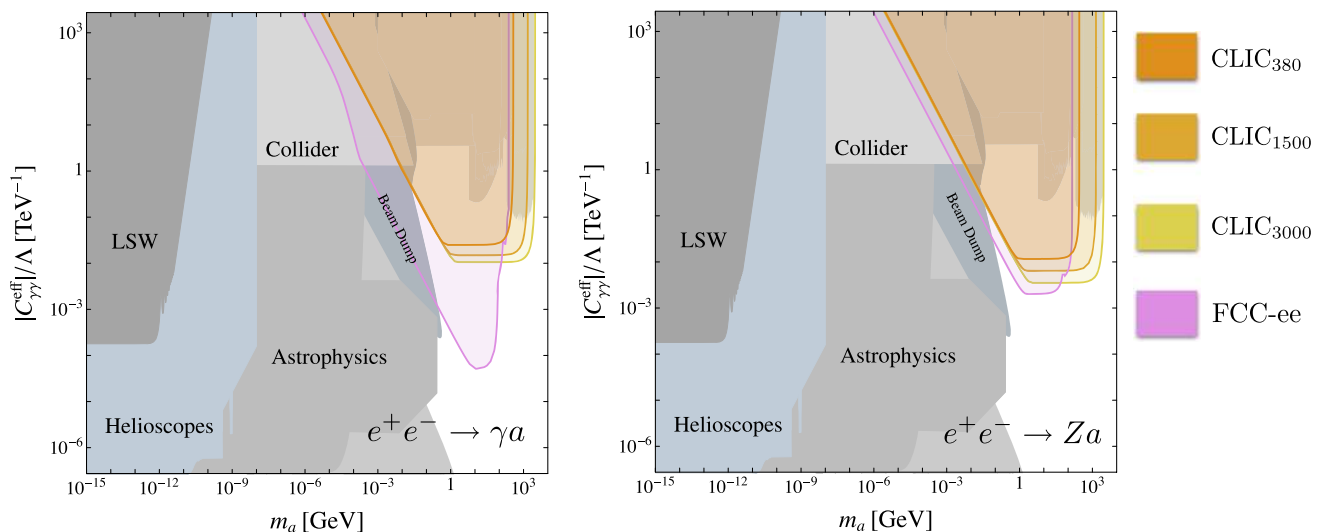 10³
1
10⁻³
10⁻⁶
|C^eff_γγ|/Λ [TeV⁻¹]
LSW
Collider
Beam Dump
Astrophysics
Helioscopes
e⁺e⁻ → γa
10⁻¹⁵ 10⁻¹² 10⁻⁹ 10⁻⁶ 10⁻³ 1 10³
m_a [GeV]
10³
1
10⁻³
10⁻⁶
|C^eff_γγ|/Λ [TeV⁻¹]
LSW
Collider
Beam Dump
Astrophysics
Helioscopes
e⁺e⁻ → Za
10⁻¹⁵ 10⁻¹² 10⁻⁹ 10⁻⁶ 10⁻³ 1 10³
m_a [GeV]
CLIC₃₈₀
CLIC₁₅₀₀
CLIC₃₀₀₀
FCC-ee